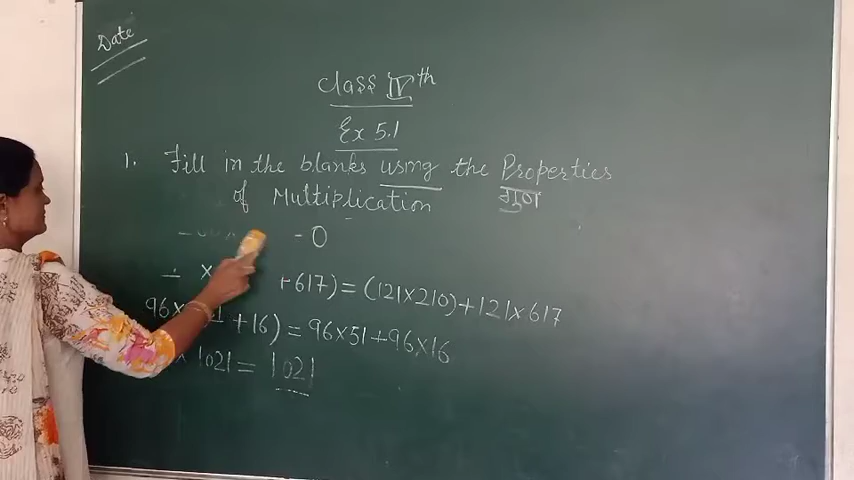 Date
Class IVth
Ex 5.1
1. Fill in the blanks using the Properties
गुण
of Multiplication
- 0
× +617) = (121×210)+121×617
96× +16) = 96×51+96×16
× 1021 = 1021